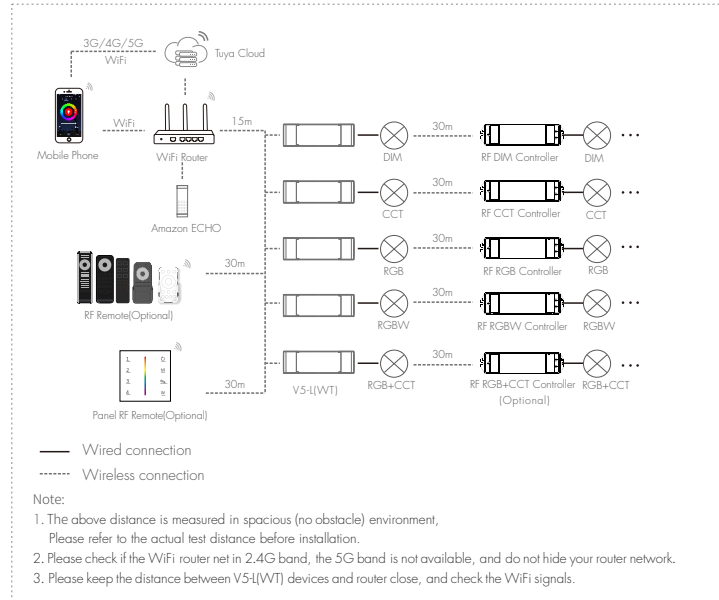 3G/4G/5G
WiFi
Tuya Cloud
WiFi
15m
Mobile Phone
WiFi Router
Amazon ECHO
30m
RF Remote(Optional)
1.
2.
3.
30m
Panel RF Remote(Optional)
DIM
30m
RF DIM Controller
DIM
CCT
30m
RF CCT Controller
CCT
RGB
30m
RF RGB Controller
RGB
RGBW
30m
RF RGBW Controller
RGBW
V5-L(WT)
RGB+CCT
30m
RF RGB+CCT Controller
(Optional)
RGB+CCT
Wired connection
Wireless connection
Note:
1. The above distance is measured in spacious (no obstacle) environment,
Please refer to the actual test distance before installation.
2. Please check if the WiFi router net in 2.4G band, the 5G band is not available, and do not hide your router network.
3. Please keep the distance between V5-L(WT) devices and router close, and check the WiFi signals.